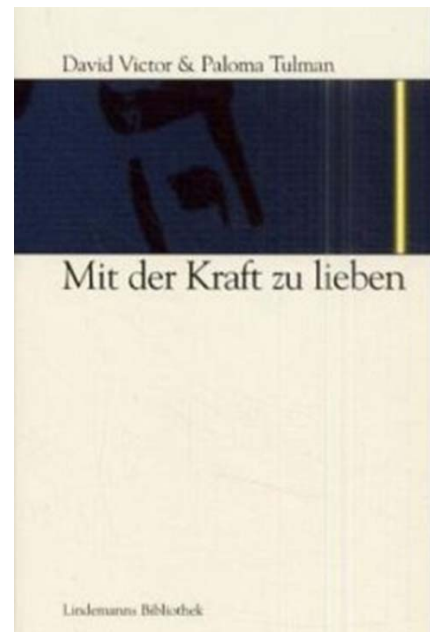 David Victor & Paloma Tulman
Mit der Kraft zu lieben
Lindemanns Bibliothek